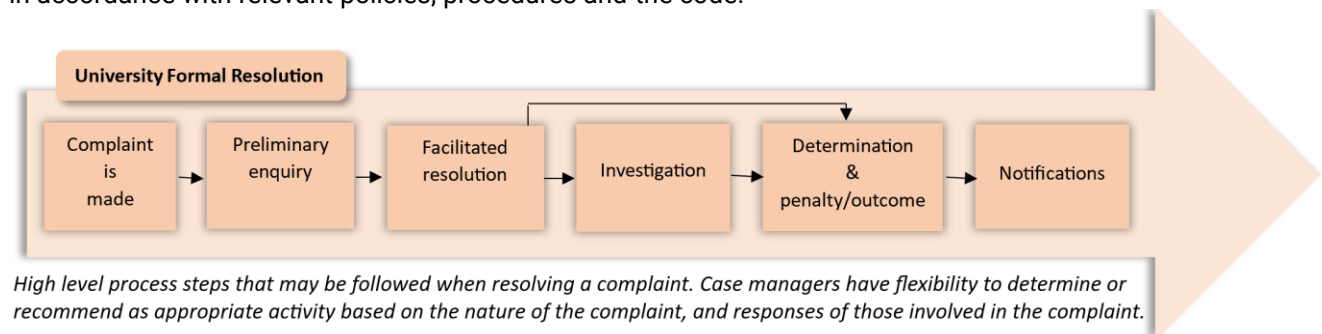 in accordance with relevant policies, procedures and the code.
University Formal Resolution
Complaint
is
made
Preliminary
enquiry
Facilitated
resolution
Investigation
Determination
&
penalty/outcome
Notifications
High level process steps that may be followed when resolving a complaint. Case managers have flexibility to determine or
recommend as appropriate activity based on the nature of the complaint, and responses of those involved in the complaint.